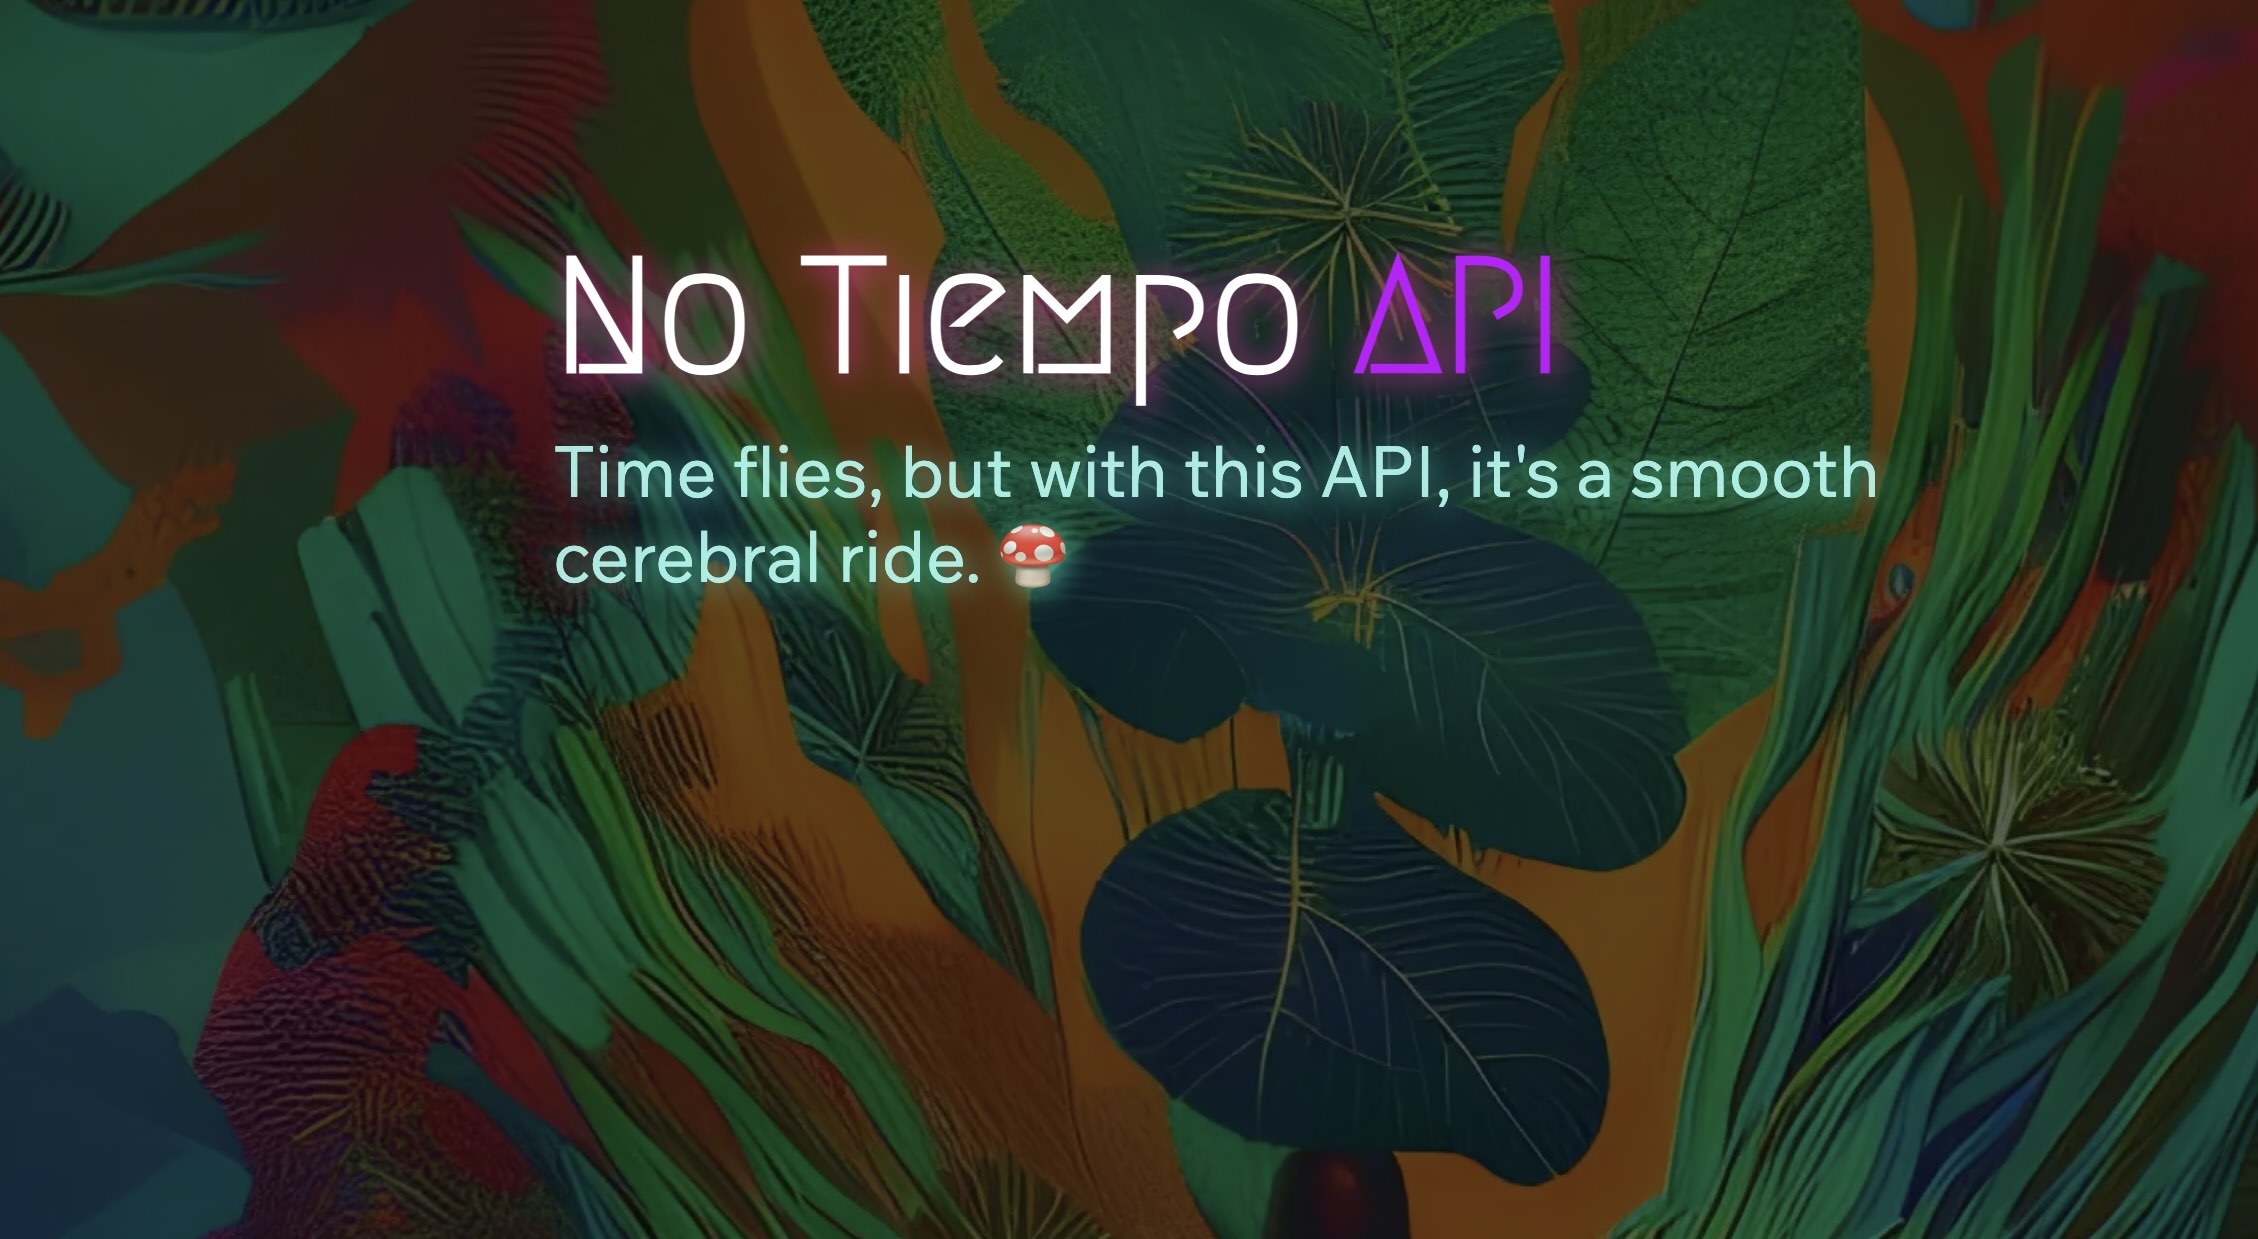 No Tiempo API
Time flies, but with this API, it's a smooth
cerebral ride. 🍄